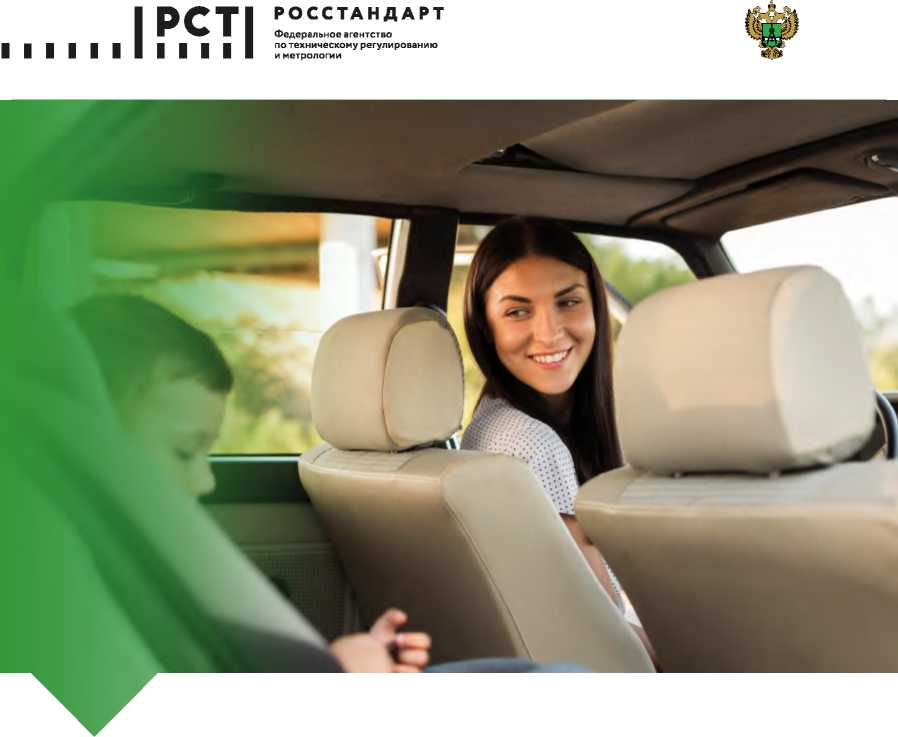 РСТ
РОССТАНДАРТ
Федеральное агентство
по техническому регулированию
и метрологии